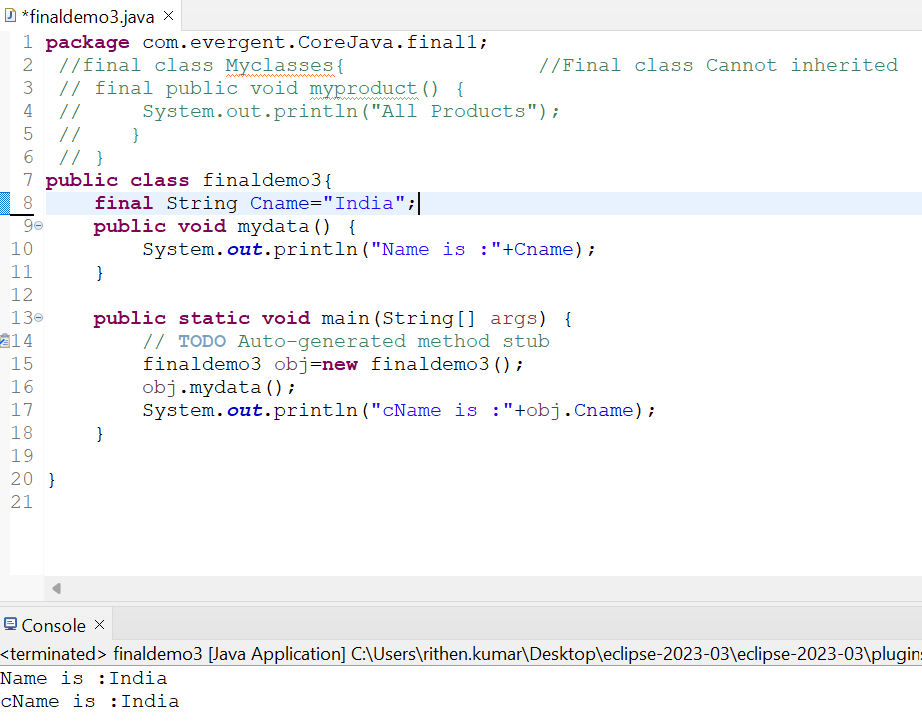 *finaldemo3.java ×
1 package com.evergent.CoreJava.final1;
2 //final class Myclasses{ //Final class Cannot inherited
3 // final public void myproduct() {
4 // System.out.println("All Products");
5 // }
6 // }
7 public class finaldemo3{
8 final String Cname="India";
9 public void mydata() {
10 System.out.println("Name is :"+Cname);
11 }
12
13 public static void main(String[] args) {
14 // TODO Auto-generated method stub
15 finaldemo3 obj=new finaldemo3();
16 obj.mydata();
17 System.out.println("cName is :"+obj.Cname);
18 }
19
20 }
21
Console ×
<terminated> finaldemo3 [Java Application] C:\Users\rithen.kumar\Desktop\eclipse-2023-03\eclipse-2023-03\plugins
Name is :India
cName is :India